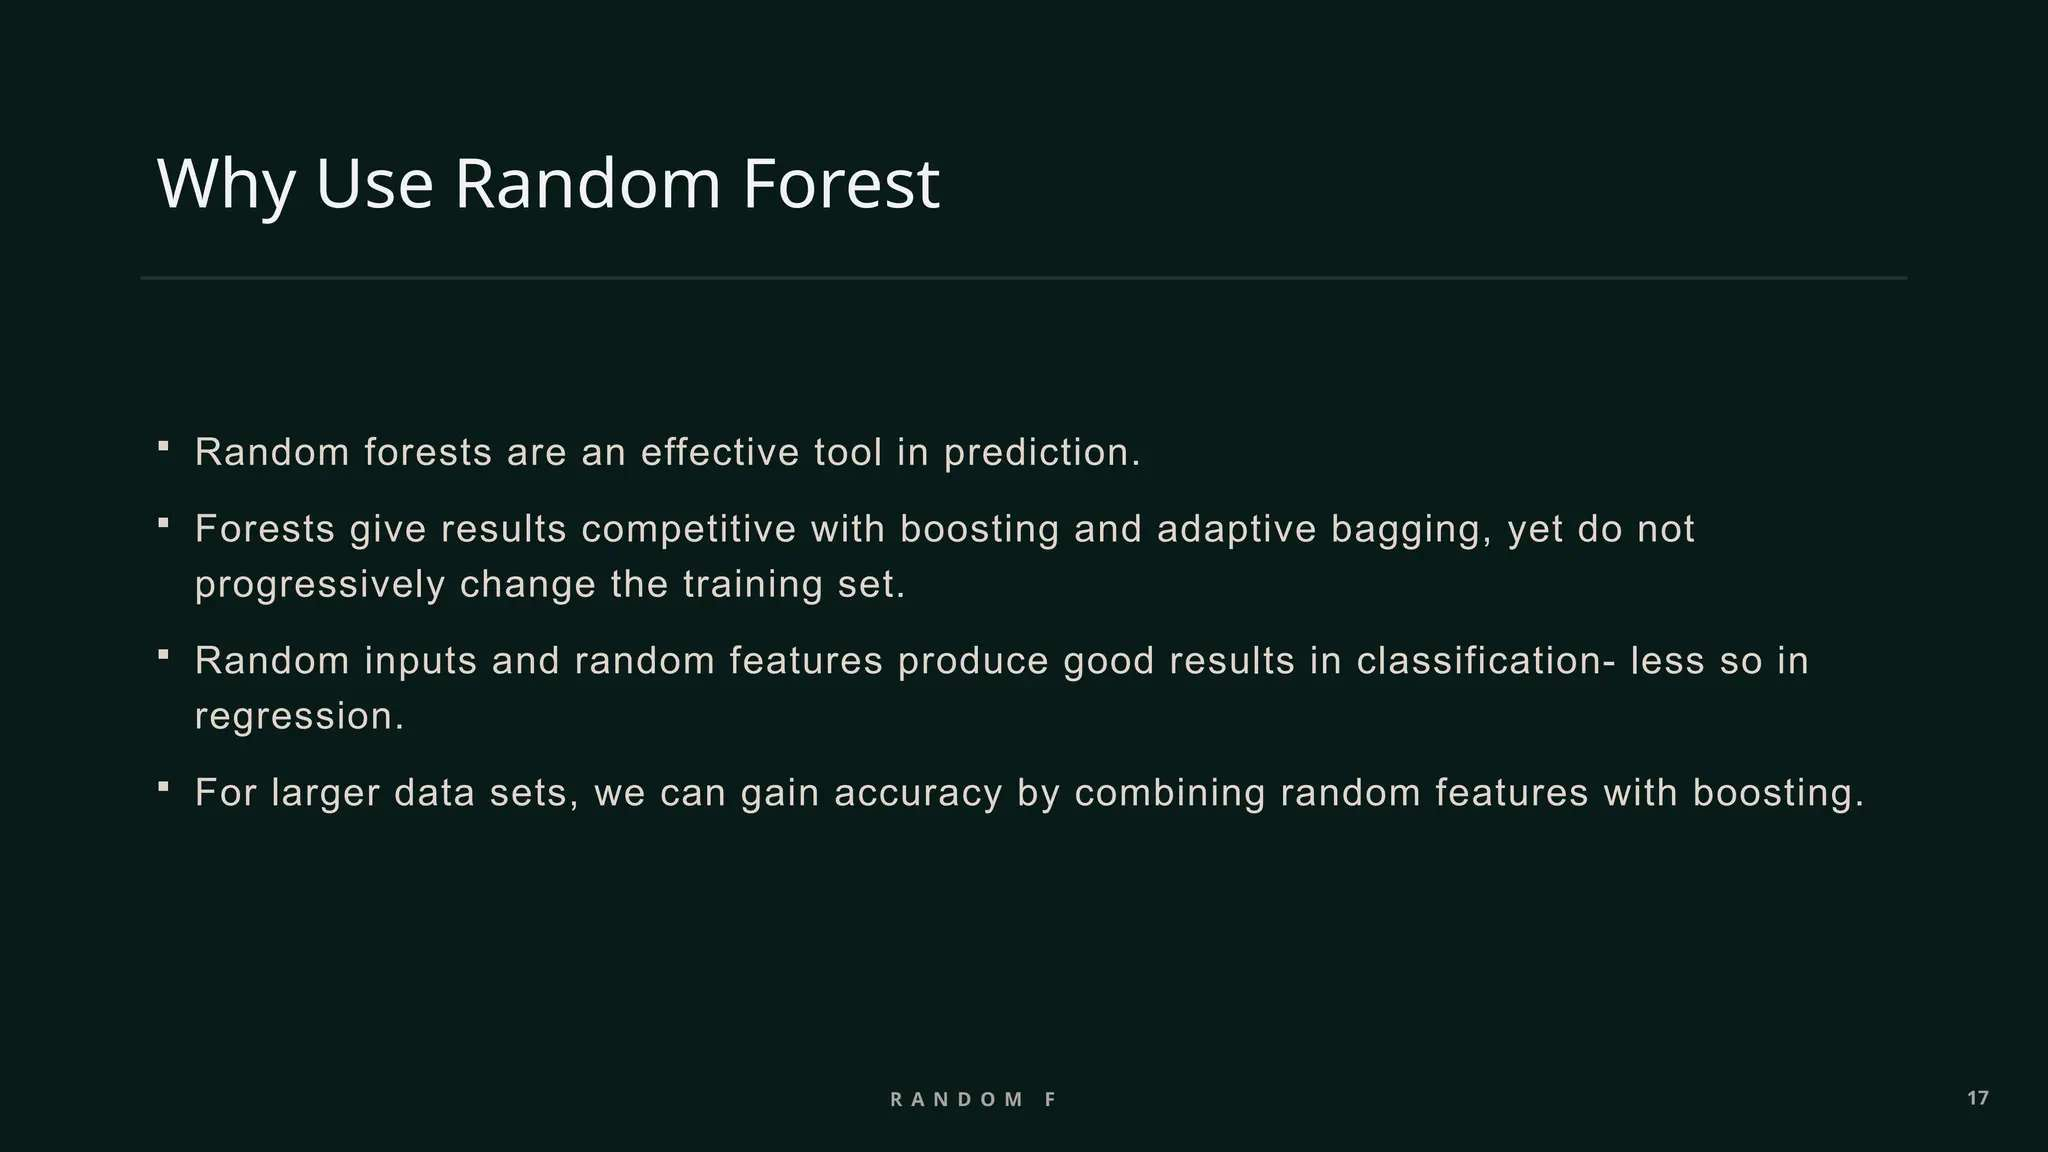 Why Use Random Forest
▪ Random forests are an effective tool in prediction.
▪ Forests give results competitive with boosting and adaptive bagging, yet do not
progressively change the training set.
▪ Random inputs and random features produce good results in classification- less so in
regression.
▪ For larger data sets, we can gain accuracy by combining random features with boosting.
RANDOM F
17